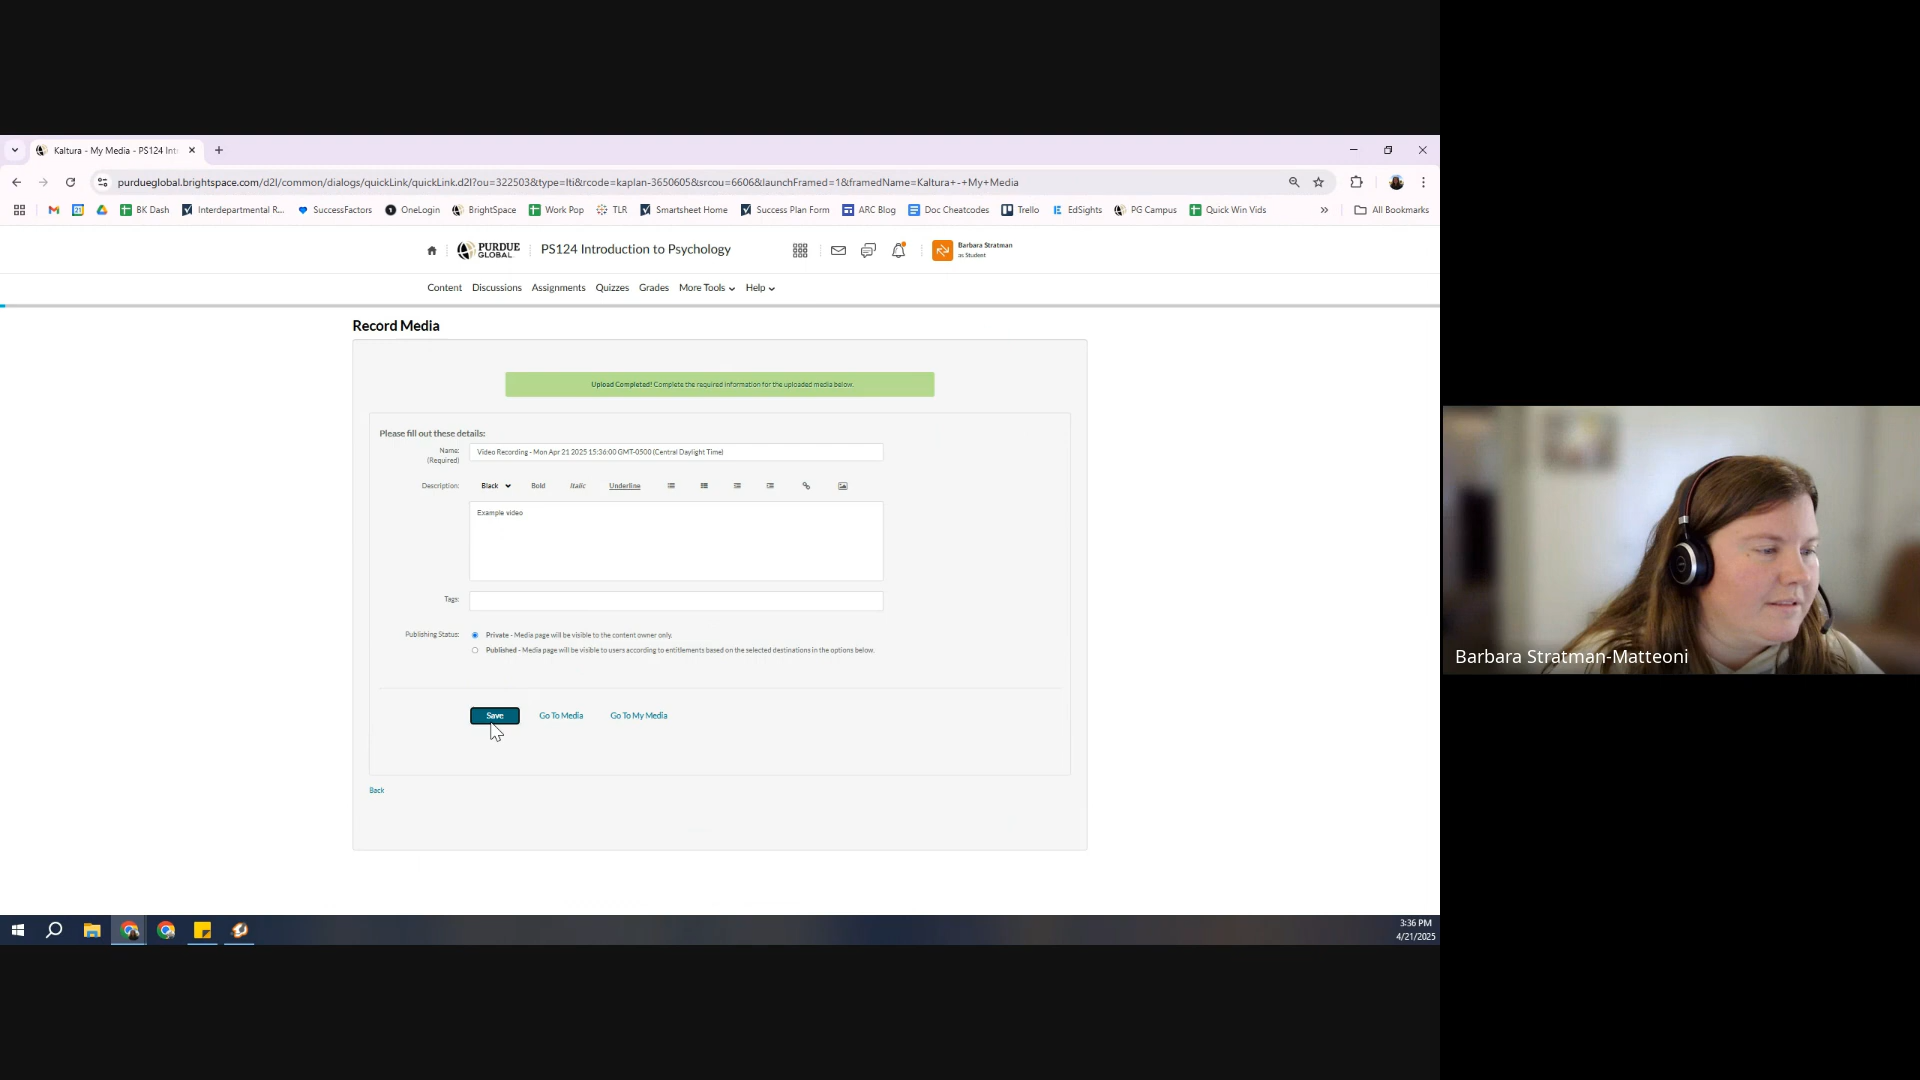 Kaltura - My Media - PS124 Int
purdueglobal.brightspace.com/d2l/common/dialogs/quickLink/quickLink.d2l?ou=322503&type=lti&rcode=kaplan-3650605&srcou=6606&launchFramed=1&framedName=Kaltura+-+My+Media
BK Dash Interdepartmental R... SuccessFactors OneLogin BrightSpace Work Pop TLR Smartsheet Home Success Plan Form ARC Blog Doc Cheatcodes Trello EdSights PG Campus Quick Win Vids » All Bookmarks
PURDUE GLOBAL. PS124 Introduction to Psychology Barbara Stratman
as Student
Content Discussions Assignments Quizzes Grades More Tools Help
Record Media
Upload Completed! Complete the required information for the uploaded media below.
Please fill out these details:
Name: Video Recording - Mon Apr 21 2025 15:36:00 GMT-0500 (Central Daylight Time)
(Required)
Description: Black Bold Italic Underline
Example video
Tags:
Publishing Status: Private - Media page will be visible to the content owner only.
Published - Media page will be visible to users according to entitlements based on the selected destinations in the options below.
Save Go To Media Go To My Media
Back
3:36 PM
4/21/2025
Barbara Stratman-Matteoni